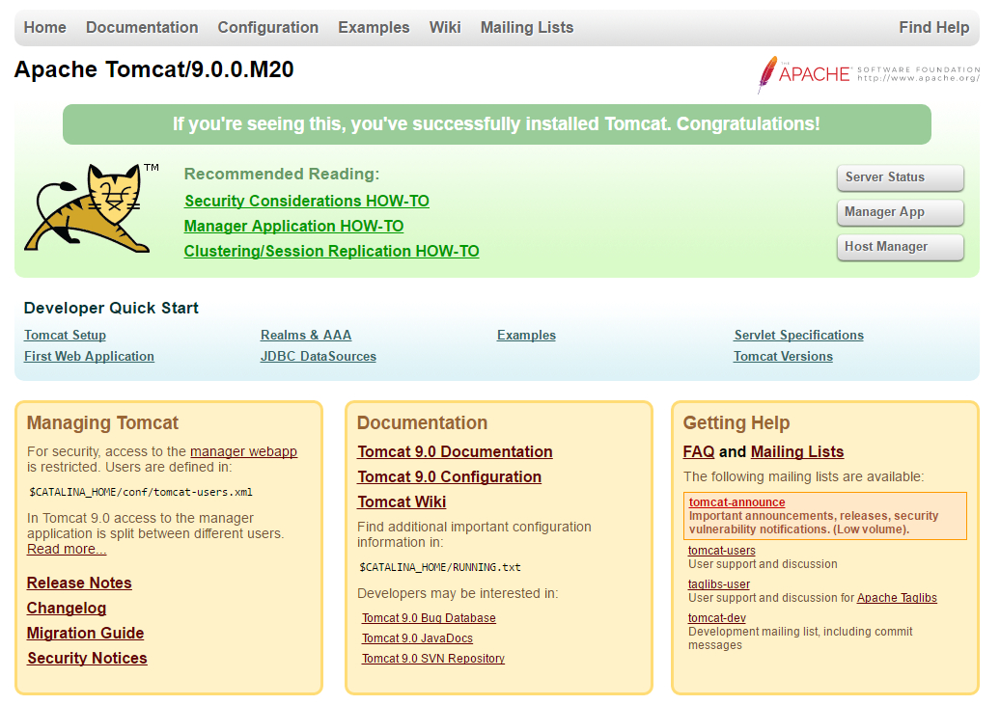 Home Documentation Configuration Examples Wiki Mailing Lists Find Help
Apache Tomcat/9.0.0.M20
THE APACHE® SOFTWARE FOUNDATION
http://www.apache.org/
If you're seeing this, you've successfully installed Tomcat. Congratulations!
TM
Recommended Reading:
Security Considerations HOW-TO
Manager Application HOW-TO
Clustering/Session Replication HOW-TO
Server Status
Manager App
Host Manager
Developer Quick Start
Tomcat Setup
First Web Application
Realms & AAA
JDBC DataSources
Examples
Servlet Specifications
Tomcat Versions
Managing Tomcat
For security, access to the manager webapp
is restricted. Users are defined in:
$CATALINA_HOME/conf/tomcat-users.xml
In Tomcat 9.0 access to the manager
application is split between different users.
Read more...
Release Notes
Changelog
Migration Guide
Security Notices
Documentation
Tomcat 9.0 Documentation
Tomcat 9.0 Configuration
Tomcat Wiki
Find additional important configuration
information in:
$CATALINA_HOME/RUNNING.txt
Developers may be interested in:
Tomcat 9.0 Bug Database
Tomcat 9.0 JavaDocs
Tomcat 9.0 SVN Repository
Getting Help
FAQ and Mailing Lists
The following mailing lists are available:
tomcat-announce
Important announcements, releases, security
vulnerability notifications. (Low volume).
tomcat-users
User support and discussion
taglibs-user
User support and discussion for Apache Taglibs
tomcat-dev
Development mailing list, including commit
messages